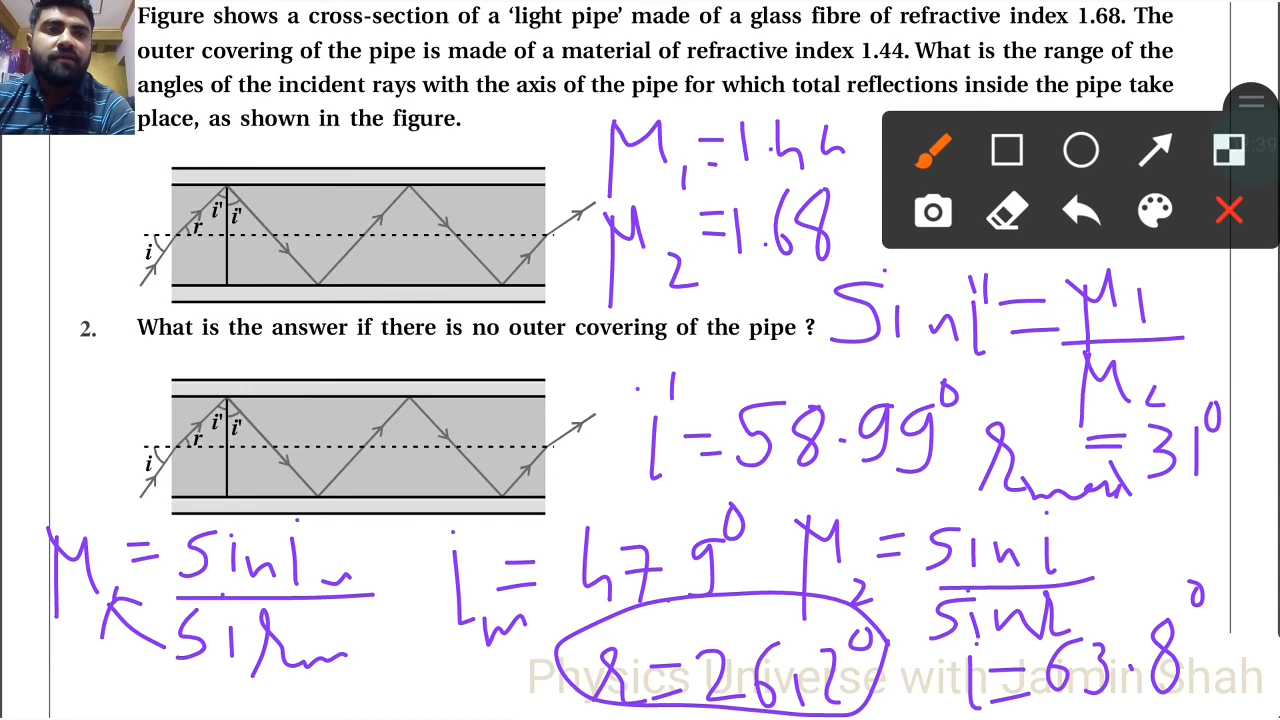 Figure shows a cross-section of a ‘light pipe’ made of a glass fibre of refractive index 1.68. The
outer covering of the pipe is made of a material of refractive index 1.44. What is the range of the
angles of the incident rays with the axis of the pipe for which total reflections inside the pipe take
place, as shown in the figure.
μ₁ = 1.44
μ₂ = 1.68
i' i'
r
i
2. What is the answer if there is no outer covering of the pipe ?
sin i' = μ₁/μ₂
i' i'
r
i
i' = 58.99°
r max = 31°
μ = sin i m / sin r m
i m = 47.9°
μ₂ = sin i / sin r
r = 26.2°
i = 63.8°
Physics Universe with Jaimin Shah